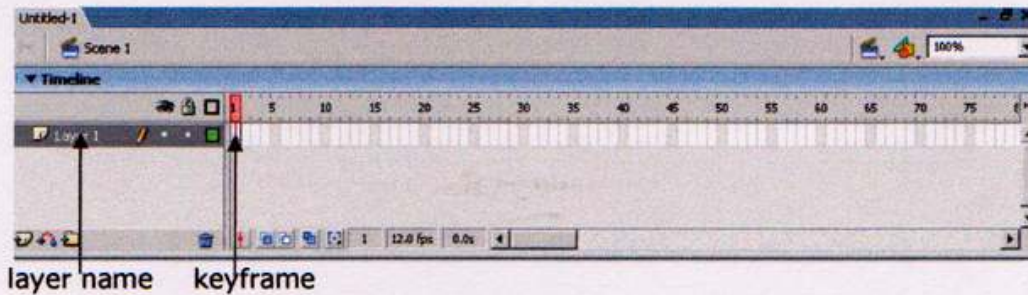 Untitled-1
Scene 1
100%
Timeline
1 5 10 15 20 25 30 35 40 45 50 55 60 65 70 75 8
Layer 1
1 12.0 fps 0.0s
layer name keyframe